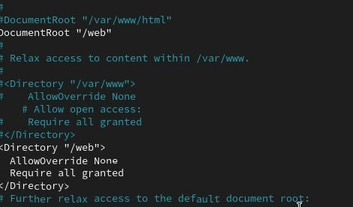 #
#DocumentRoot "/var/www/html"
DocumentRoot "/web"
#
# Relax access to content within /var/www.
#
#<Directory "/var/www">
#    AllowOverride None
#    # Allow open access:
#    Require all granted
#</Directory>
<Directory "/web">
  AllowOverride None
  Require all granted
</Directory>
# Further relax access to the default document root: